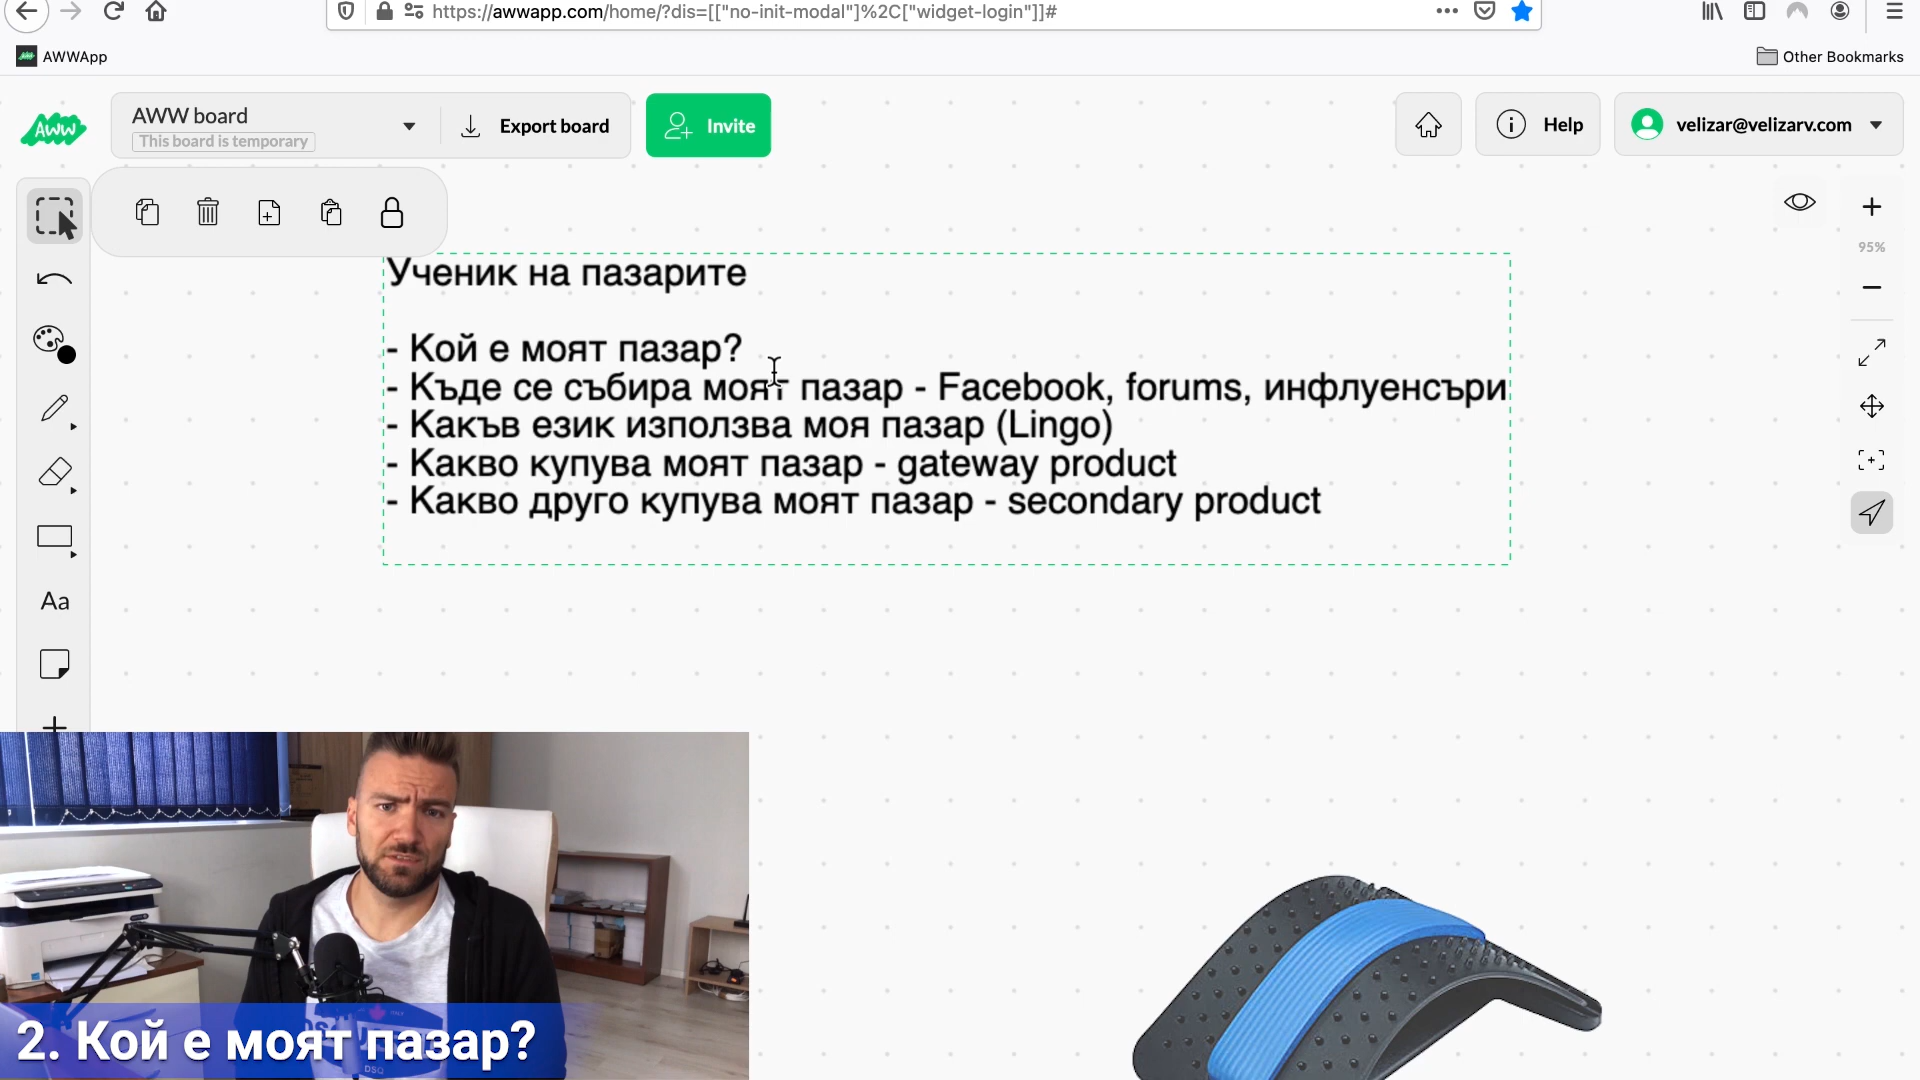 https://awwapp.com/home/?dis=[["no-init-modal"]%2C["widget-login"]]#
AWWApp
Other Bookmarks
AWW
AWW board
This board is temporary
Export board
Invite
Help
velizar@velizarv.com
95%
Ученик на пазарите
- Кой е моят пазар?
- Къде се събира моят пазар - Facebook, forums, инфлуенсъри
- Какъв език използва моя пазар (Lingo)
- Какво купува моят пазар - gateway product
- Какво друго купува моят пазар - secondary product
Aa
2. Кой е моят пазар?
DSQ